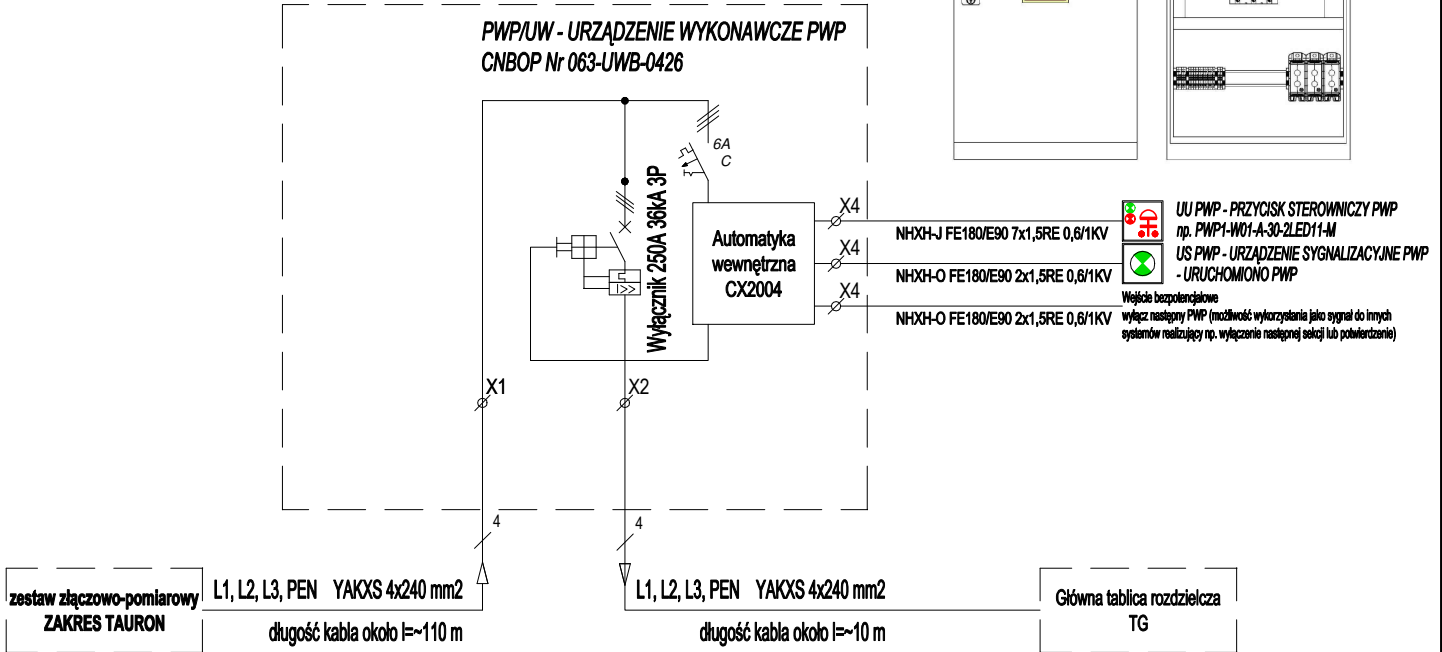 PWP/UW - URZĄDZENIE WYKONAWCZE PWP
CNBOP Nr 063-UWB-0426
6A
C
Wyłącznik 250A 36kA 3P
I>>
Automatyka
wewnętrzna
CX2004
X4
NHXH-J FE180/E90 7x1,5RE 0,6/1KV
X4
NHXH-O FE180/E90 2x1,5RE 0,6/1KV
X4
NHXH-O FE180/E90 2x1,5RE 0,6/1KV
UU PWP - PRZYCISK STEROWNICZY PWP
np. PWP1-W01-A-30-2LED11-M
US PWP - URZĄDZENIE SYGNALIZACYJNE PWP
- URUCHOMIONO PWP
Wejście bezpotencjałowe
wyłącz następny PWP (możliwość wykorzystania jako sygnał do innych
systemów realizujący np. wyłączenie następnej sekcji lub potwierdzenie)
X1
X2
4
4
zestaw złączowo-pomiarowy
ZAKRES TAURON
L1, L2, L3, PEN YAKXS 4x240 mm2
długość kabla około l=~110 m
L1, L2, L3, PEN YAKXS 4x240 mm2
długość kabla około l=~10 m
Główna tablica rozdzielcza
TG